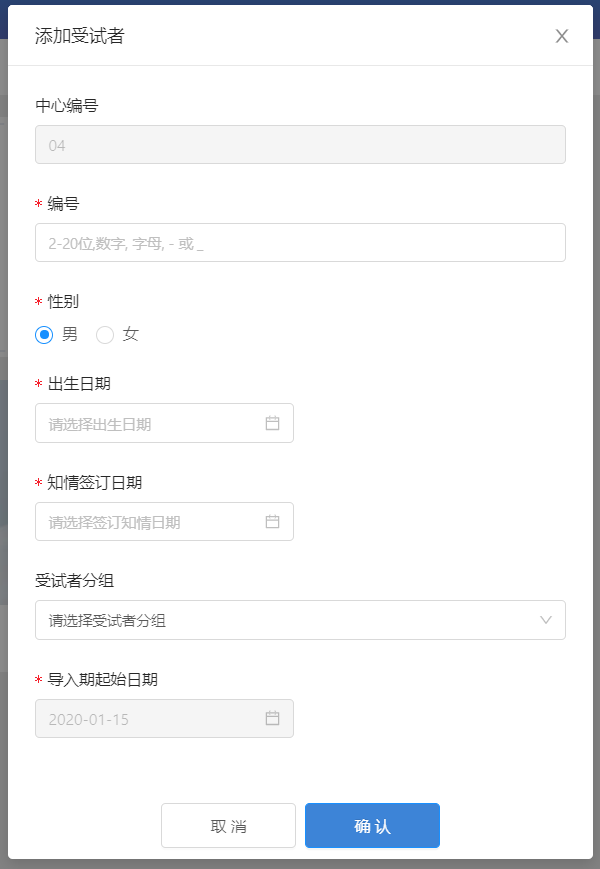 添加受试者
中心编号
04
* 编号
2-20位,数字, 字母, - 或 _
* 性别
男 女
* 出生日期
请选择出生日期
* 知情签订日期
请选择签订知情日期
受试者分组
请选择受试者分组
* 导入期起始日期
2020-01-15
取 消 确 认